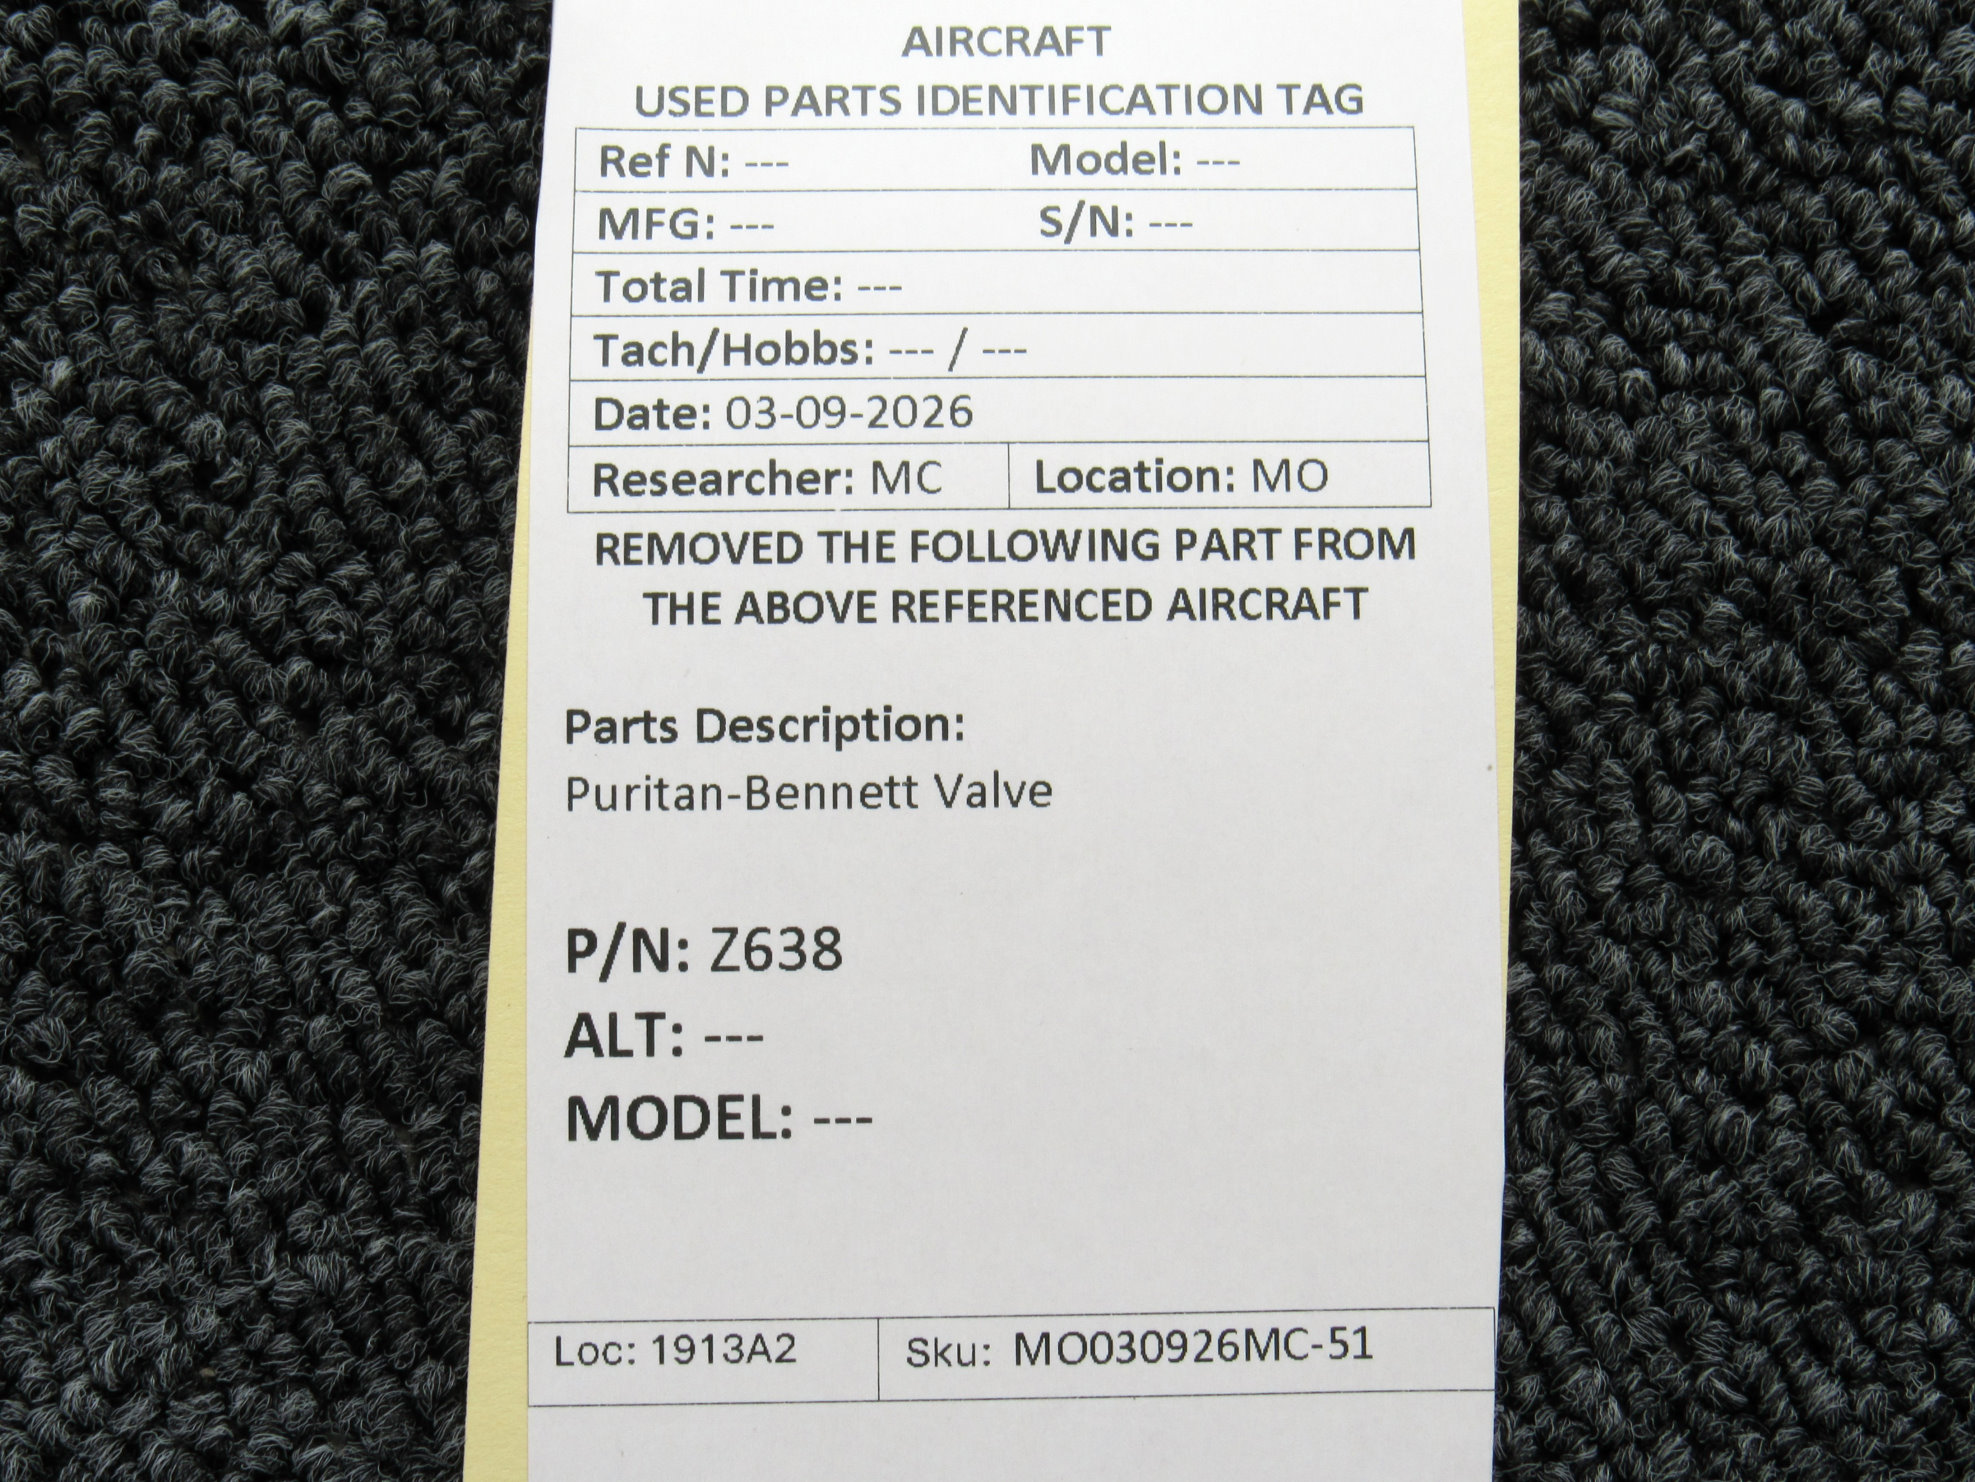 AIRCRAFT
USED PARTS IDENTIFICATION TAG
Ref N: --- Model: ---
MFG: --- S/N: ---
Total Time: ---
Tach/Hobbs: --- / ---
Date: 03-09-2026
Researcher: MC Location: MO
REMOVED THE FOLLOWING PART FROM
THE ABOVE REFERENCED AIRCRAFT
Parts Description:
Puritan-Bennett Valve
P/N: Z638
ALT: ---
MODEL: ---
Loc: 1913A2 Sku: MO030926MC-51